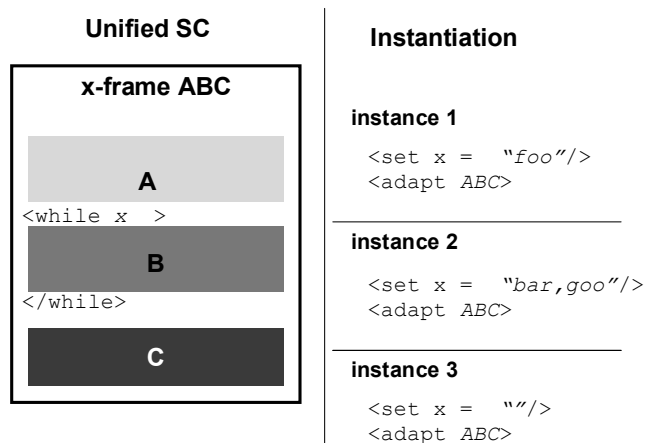 Unified SC
x-frame ABC
A
<while x >
B
</while>
C
Instantiation
instance 1
<set x = "foo"/>
<adapt ABC>
instance 2
<set x = "bar,goo"/>
<adapt ABC>
instance 3
<set x = ""/>
<adapt ABC>